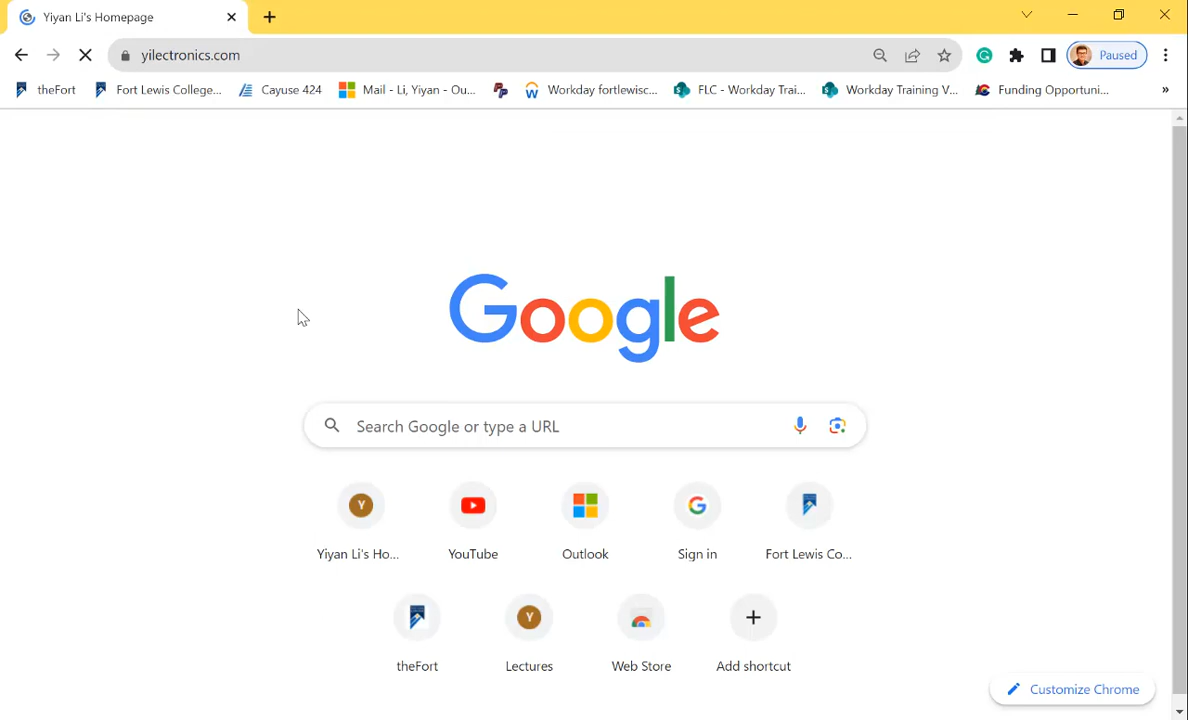 Yiyan Li's Homepage
yilectronics.com
Paused
theFort
Fort Lewis College...
Cayuse 424
Mail - Li, Yiyan - Ou...
Workday fortlewisc...
FLC - Workday Trai...
Workday Training V...
Funding Opportuni...
»
Google
Search Google or type a URL
Y
Yiyan Li's Ho...
YouTube
Outlook
G
Sign in
Fort Lewis Co...
theFort
Y
Lectures
Web Store
Add shortcut
Customize Chrome